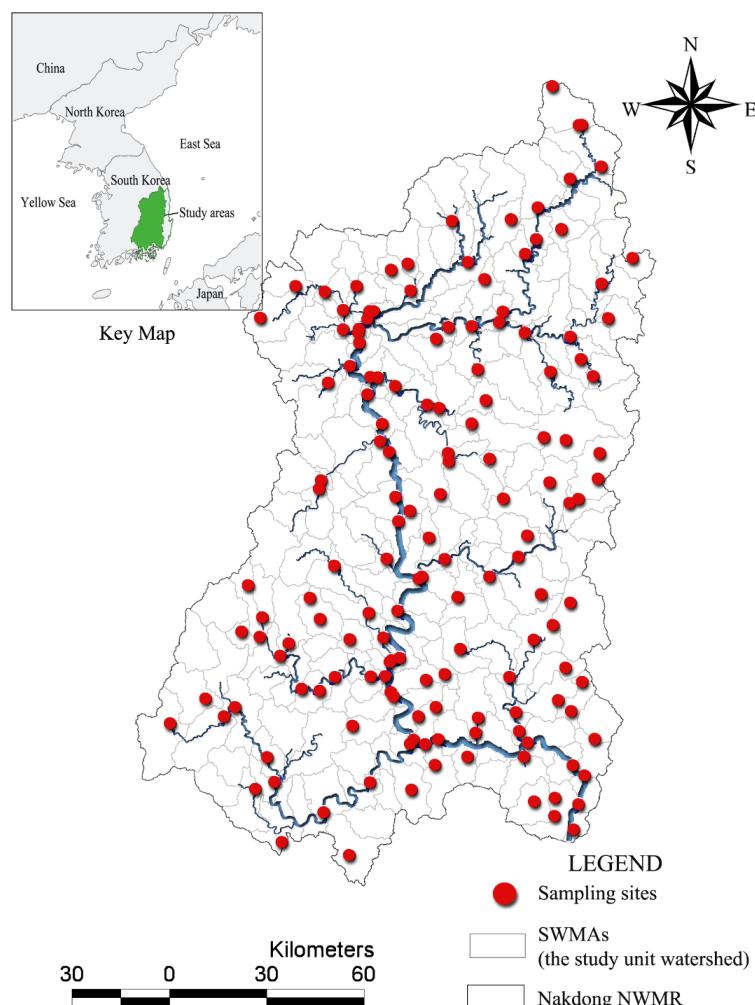 China
North Korea
East Sea
South Korea
Yellow Sea
Study areas
Japan
Key Map
N
W
E
S
LEGEND
Sampling sites
SWMAs
(the study unit watershed)
Nakdong NWMR
Kilometers
30 0 30 60